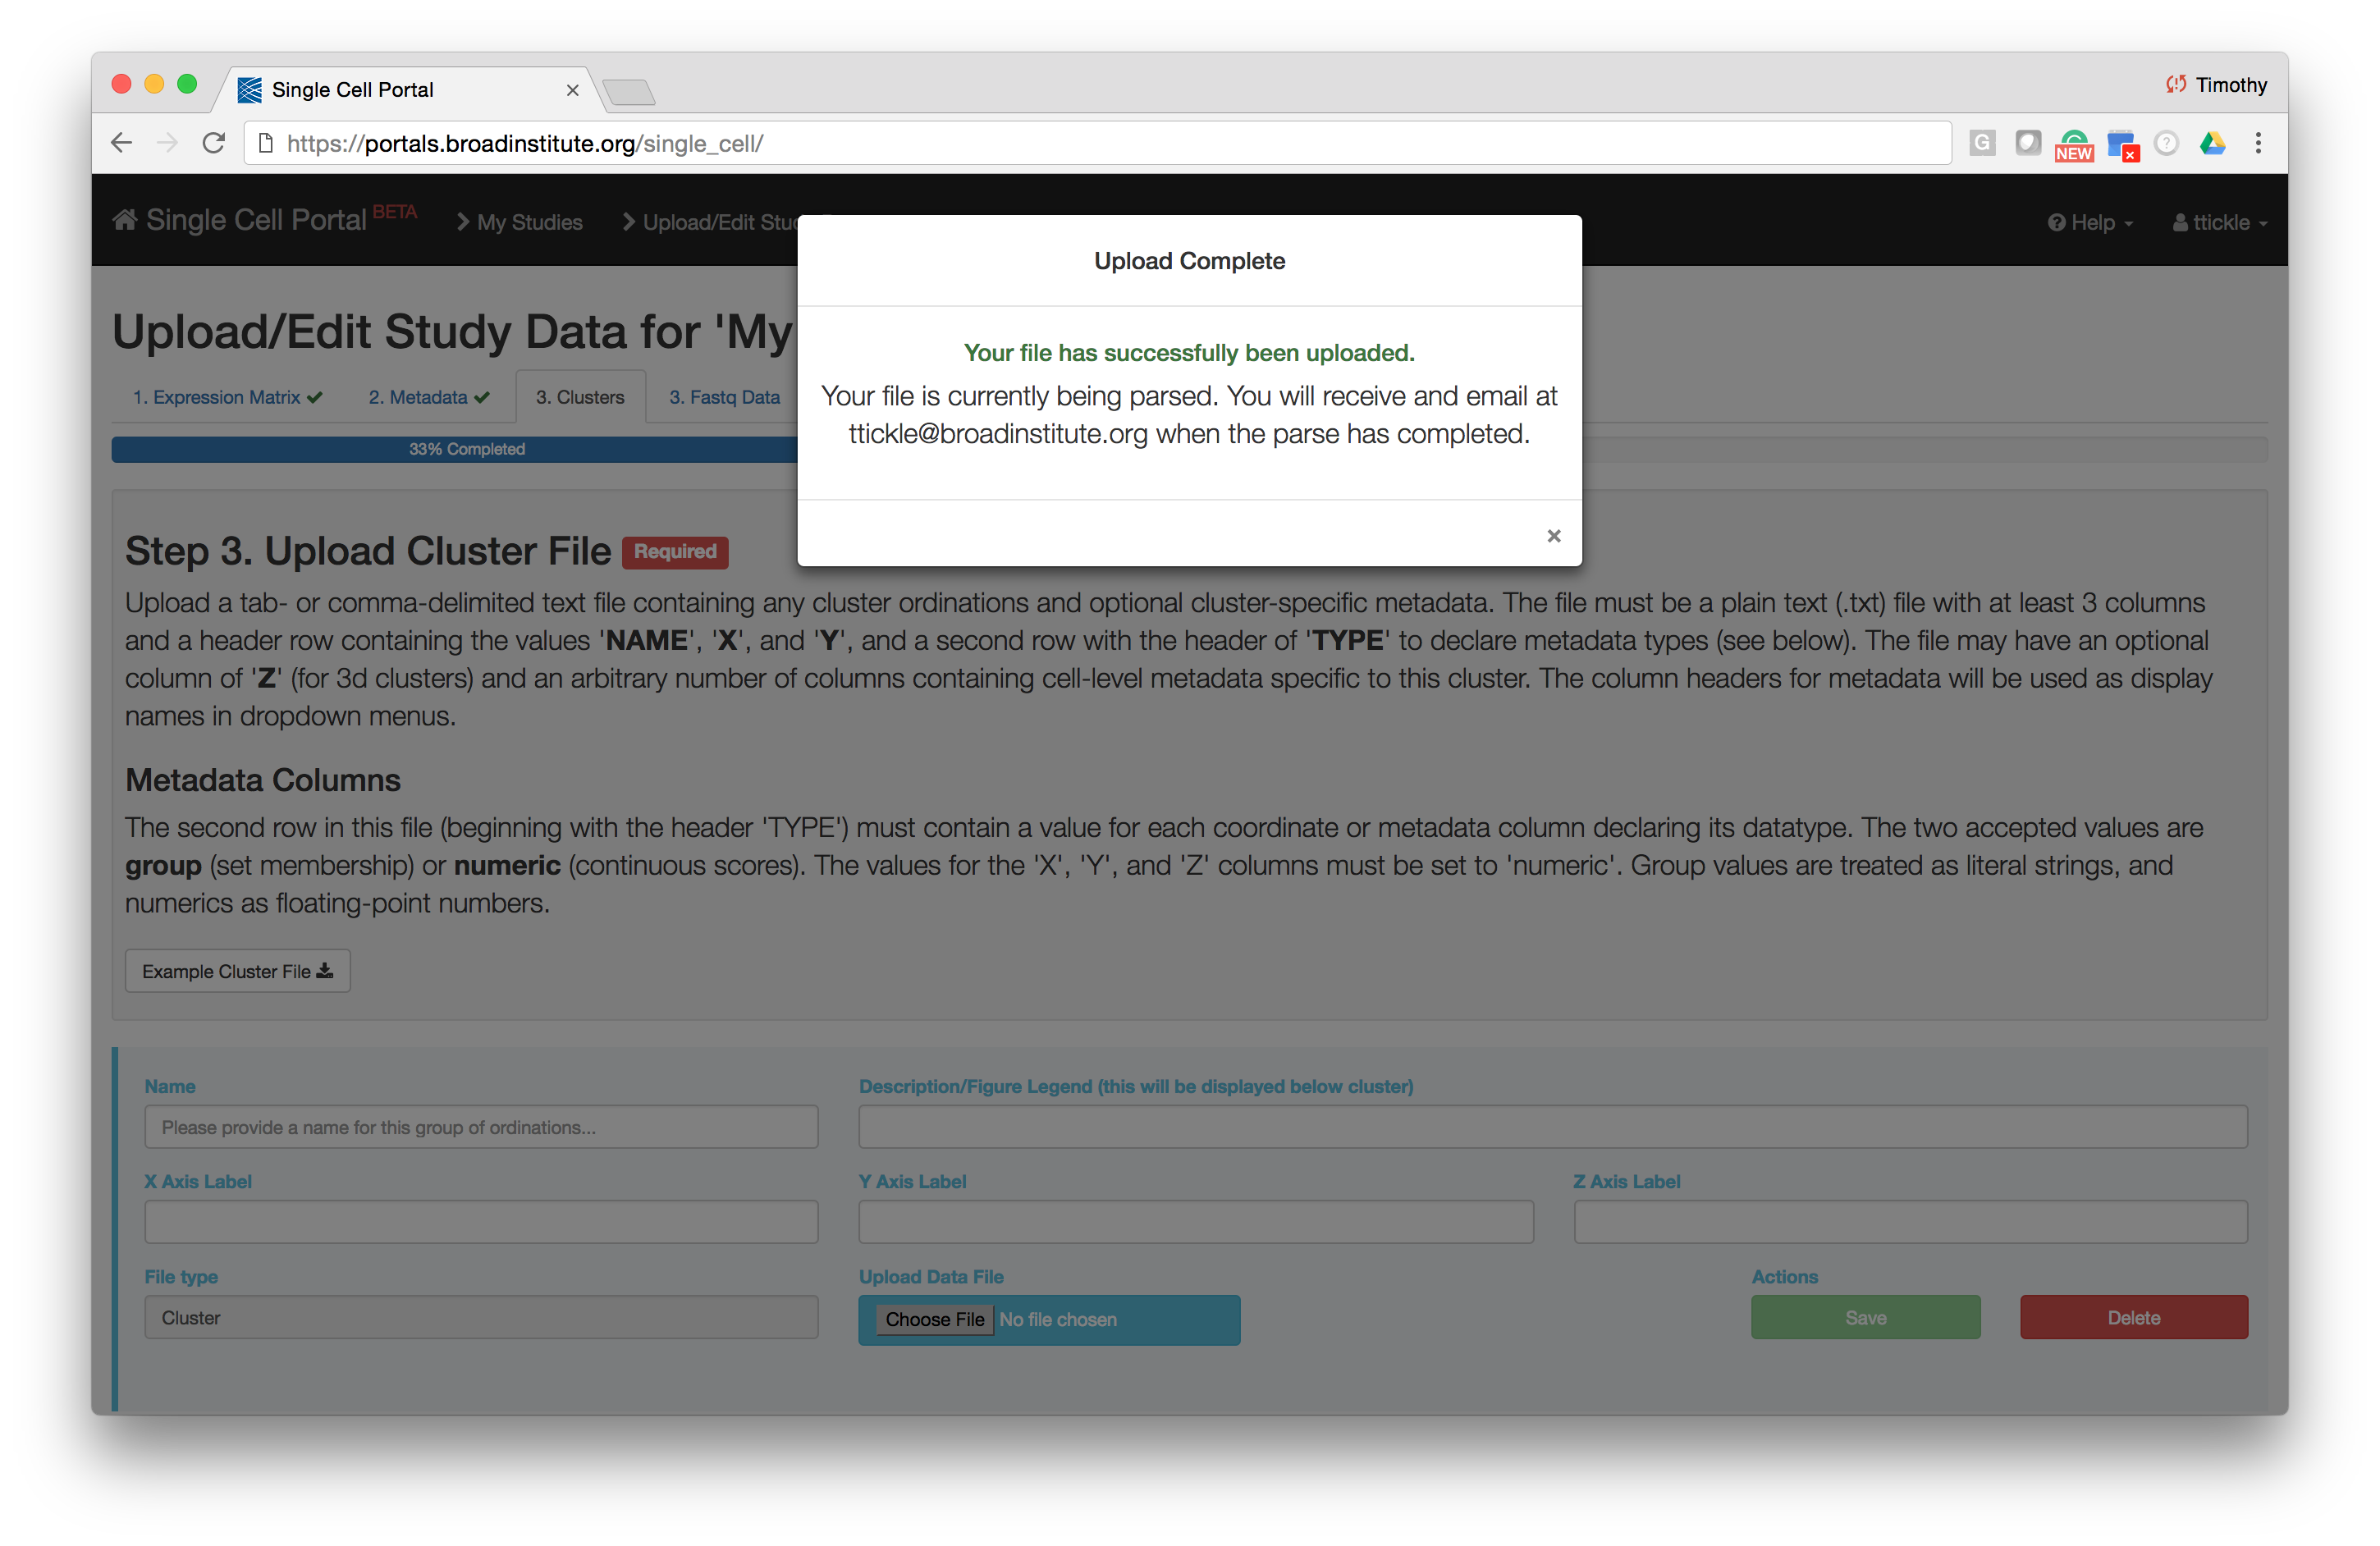 Single Cell Portal
Timothy
https://portals.broadinstitute.org/single_cell/
G
NEW
?
Single Cell Portal BETA
My Studies
Upload/Edit
Help
ttickle
Upload Complete
Your file has successfully been uploaded.
Your file is currently being parsed. You will receive and email at
ttickle@broadinstitute.org when the parse has completed.
×
Upload/Edit Study Data for 'My
1. Expression Matrix
2. Metadata
3. Clusters
3. Fastq Data
33% Completed
Step 3. Upload Cluster File Required
Upload a tab- or comma-delimited text file containing any cluster ordinations and optional cluster-specific metadata. The file must be a plain text (.txt) file with at least 3 columns
and a header row containing the values 'NAME', 'X', and 'Y', and a second row with the header of 'TYPE' to declare metadata types (see below). The file may have an optional
column of 'Z' (for 3d clusters) and an arbitrary number of columns containing cell-level metadata specific to this cluster. The column headers for metadata will be used as display
names in dropdown menus.
Metadata Columns
The second row in this file (beginning with the header 'TYPE') must contain a value for each coordinate or metadata column declaring its datatype. The two accepted values are
group (set membership) or numeric (continuous scores). The values for the 'X', 'Y', and 'Z' columns must be set to 'numeric'. Group values are treated as literal strings, and
numerics as floating-point numbers.
Example Cluster File
Name
Description/Figure Legend (this will be displayed below cluster)
Please provide a name for this group of ordinations...
X Axis Label
Y Axis Label
Z Axis Label
File type
Upload Data File
Actions
Cluster
Choose File No file chosen
Save
Delete